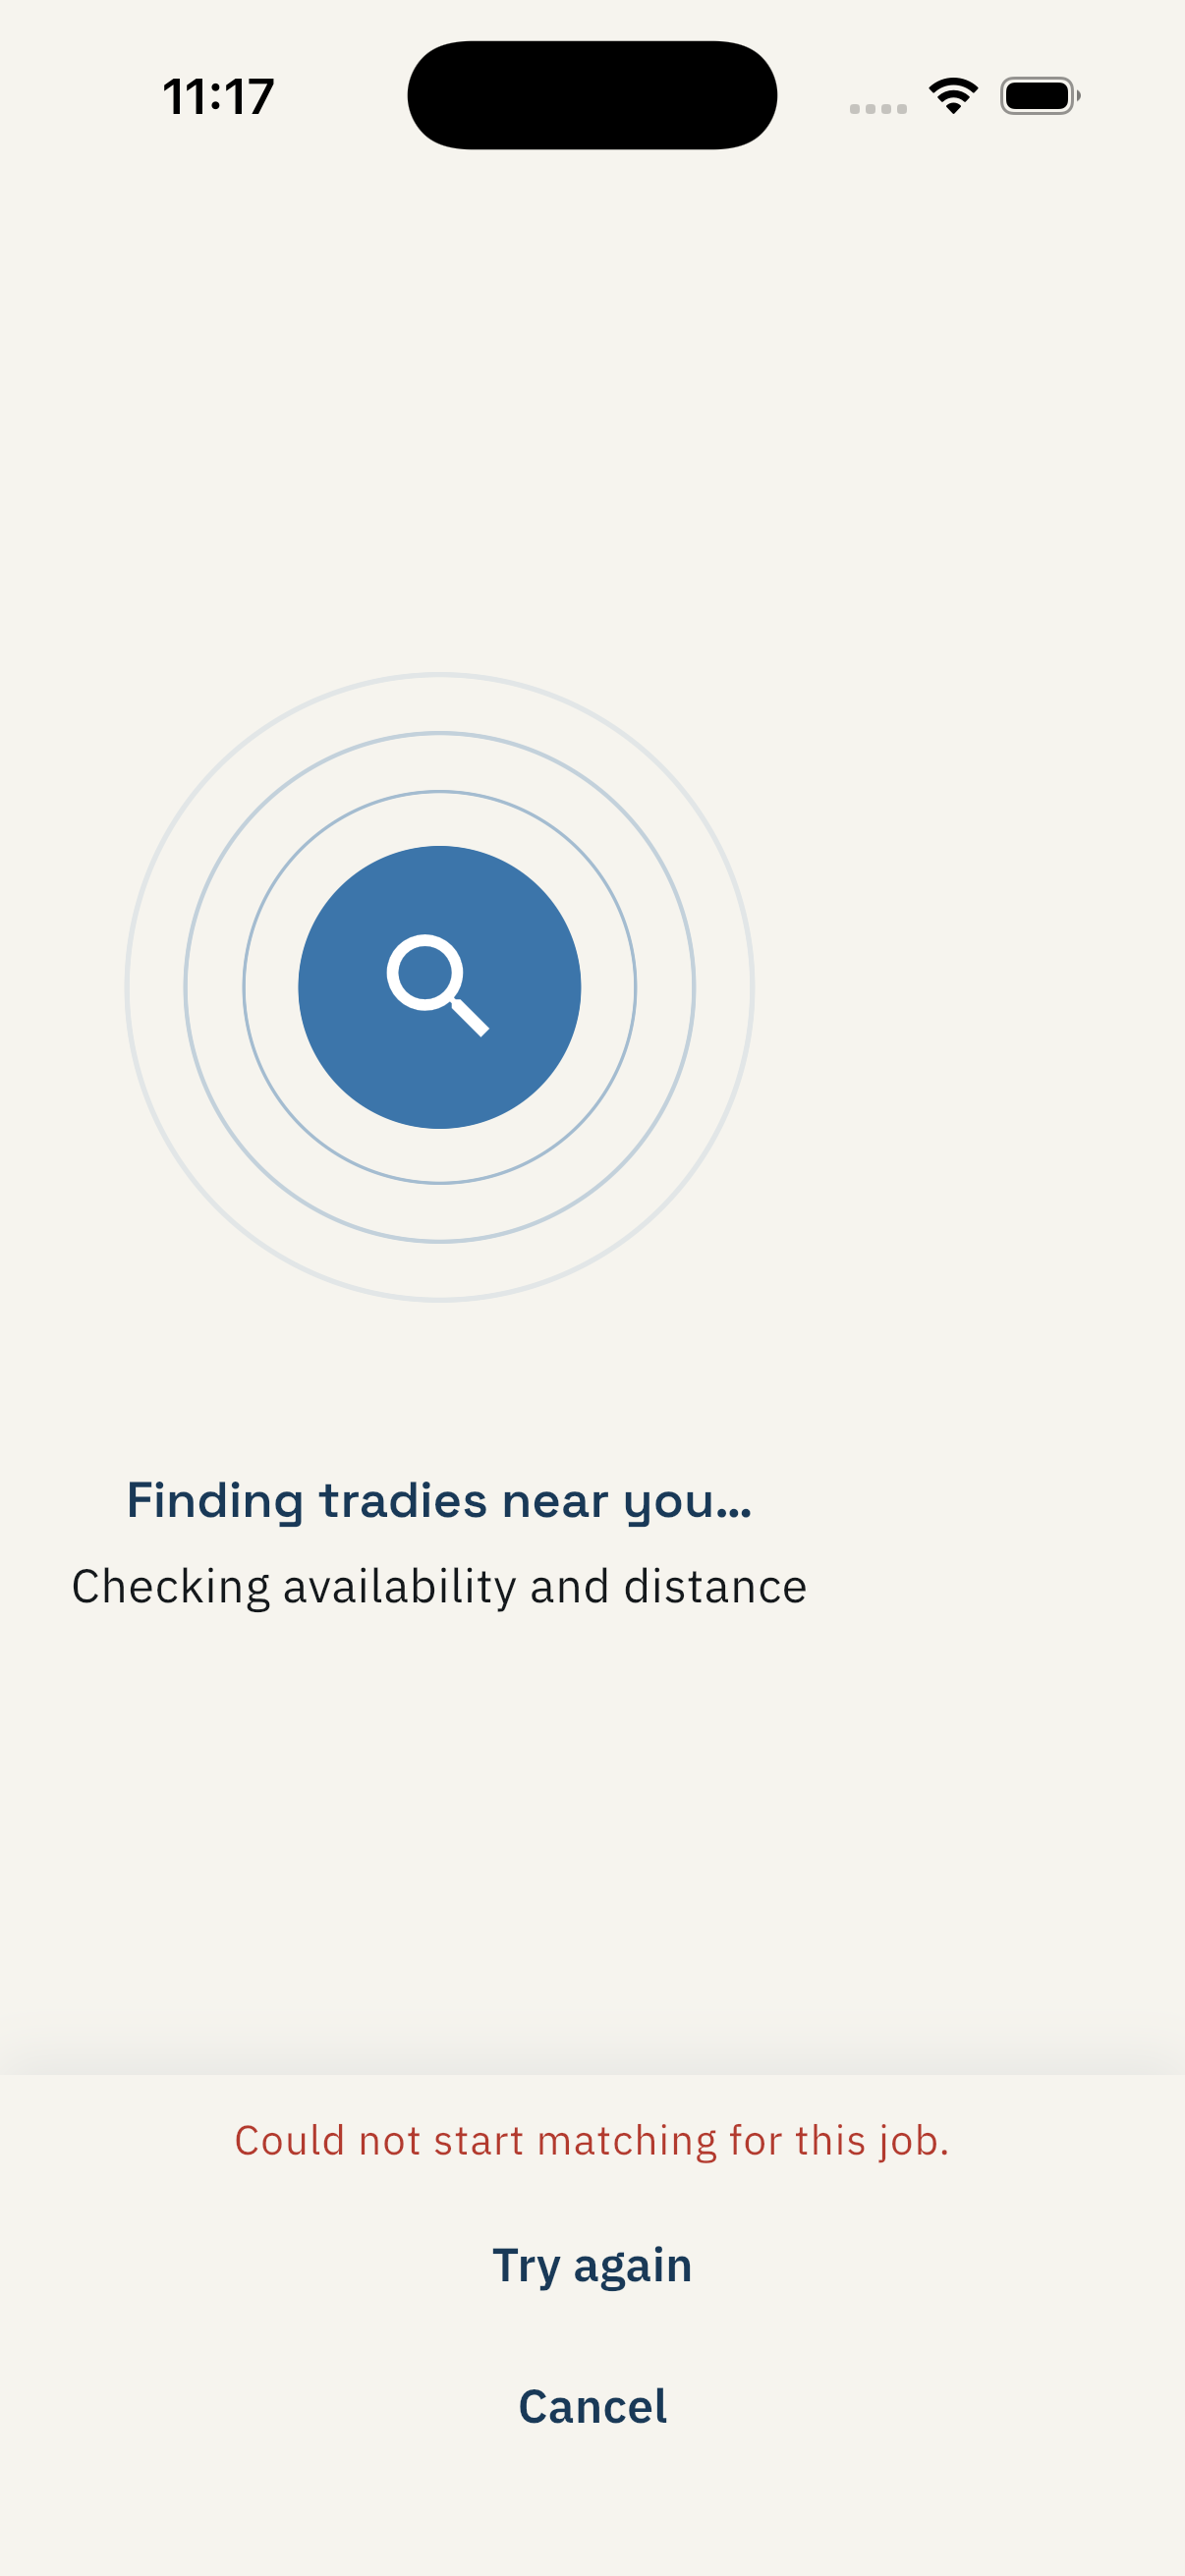 11:17
Finding tradies near you...
Checking availability and distance
Could not start matching for this job.
Try again
Cancel